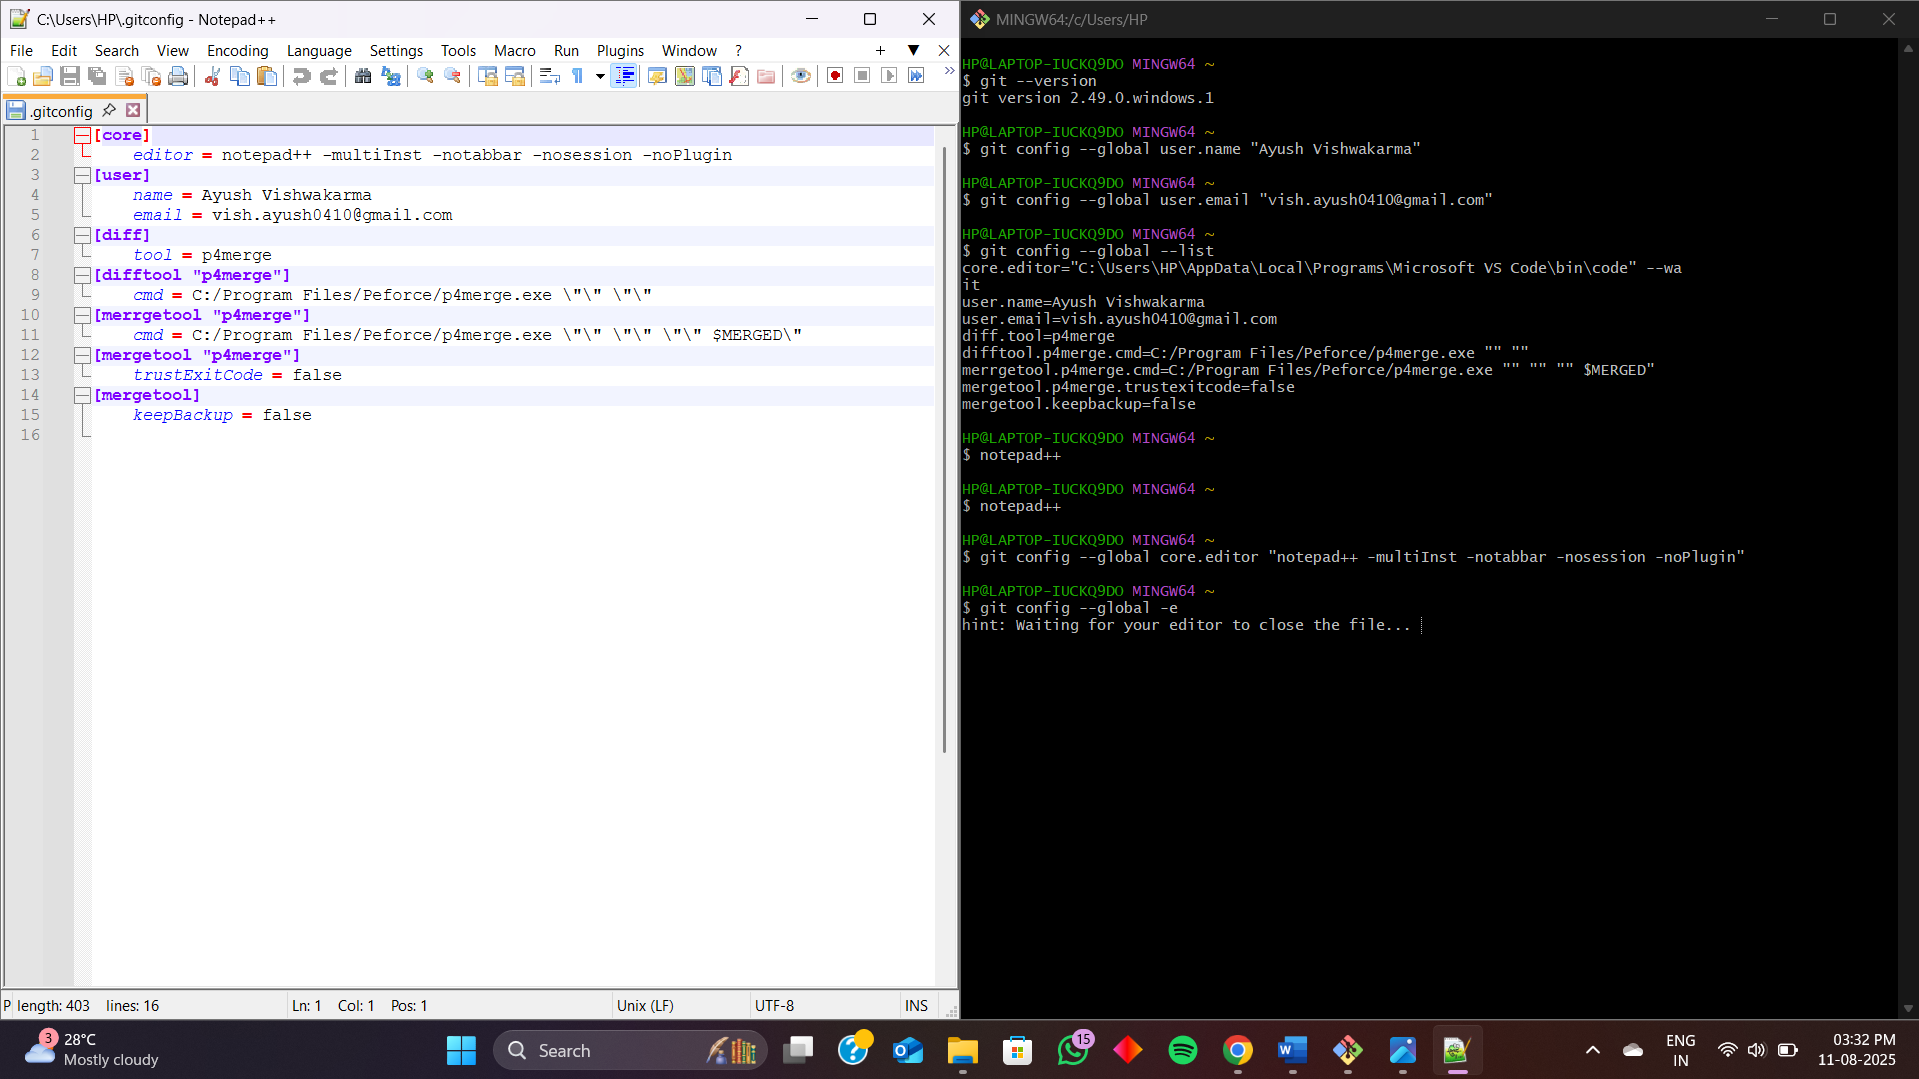 C:\Users\HP\.gitconfig - Notepad++
File Edit Search View Encoding Language Settings Tools Macro Run Plugins Window ?
.gitconfig
1 [core]
2 editor = notepad++ -multiInst -notabbar -nosession -noPlugin
3 [user]
4 name = Ayush Vishwakarma
5 email = vish.ayush0410@gmail.com
6 [diff]
7 tool = p4merge
8 [difftool "p4merge"]
9 cmd = C:/Program Files/Peforce/p4merge.exe \"\" \"\"
10 [merrgetool "p4merge"]
11 cmd = C:/Program Files/Peforce/p4merge.exe \"\" \"\" \"\" $MERGED\"
12 [mergetool "p4merge"]
13 trustExitCode = false
14 [mergetool]
15 keepBackup = false
16
P length: 403 lines: 16 Ln: 1 Col: 1 Pos: 1 Unix (LF) UTF-8 INS
MINGW64:/c/Users/HP
HP@LAPTOP-IUCKQ9DO MINGW64 ~
$ git --version
git version 2.49.0.windows.1
HP@LAPTOP-IUCKQ9DO MINGW64 ~
$ git config --global user.name "Ayush Vishwakarma"
HP@LAPTOP-IUCKQ9DO MINGW64 ~
$ git config --global user.email "vish.ayush0410@gmail.com"
HP@LAPTOP-IUCKQ9DO MINGW64 ~
$ git config --global --list
core.editor="C:\Users\HP\AppData\Local\Programs\Microsoft VS Code\bin\code" --wa
it
user.name=Ayush Vishwakarma
user.email=vish.ayush0410@gmail.com
diff.tool=p4merge
difftool.p4merge.cmd=C:/Program Files/Peforce/p4merge.exe "" ""
merrgetool.p4merge.cmd=C:/Program Files/Peforce/p4merge.exe "" "" "" $MERGED"
mergetool.p4merge.trustexitcode=false
mergetool.keepbackup=false
HP@LAPTOP-IUCKQ9DO MINGW64 ~
$ notepad++
HP@LAPTOP-IUCKQ9DO MINGW64 ~
$ notepad++
HP@LAPTOP-IUCKQ9DO MINGW64 ~
$ git config --global core.editor "notepad++ -multiInst -notabbar -nosession -noPlugin"
HP@LAPTOP-IUCKQ9DO MINGW64 ~
$ git config --global -e
hint: Waiting for your editor to close the file...
3
28°C
Mostly cloudy
Search
15
ENG
IN
03:32 PM
11-08-2025